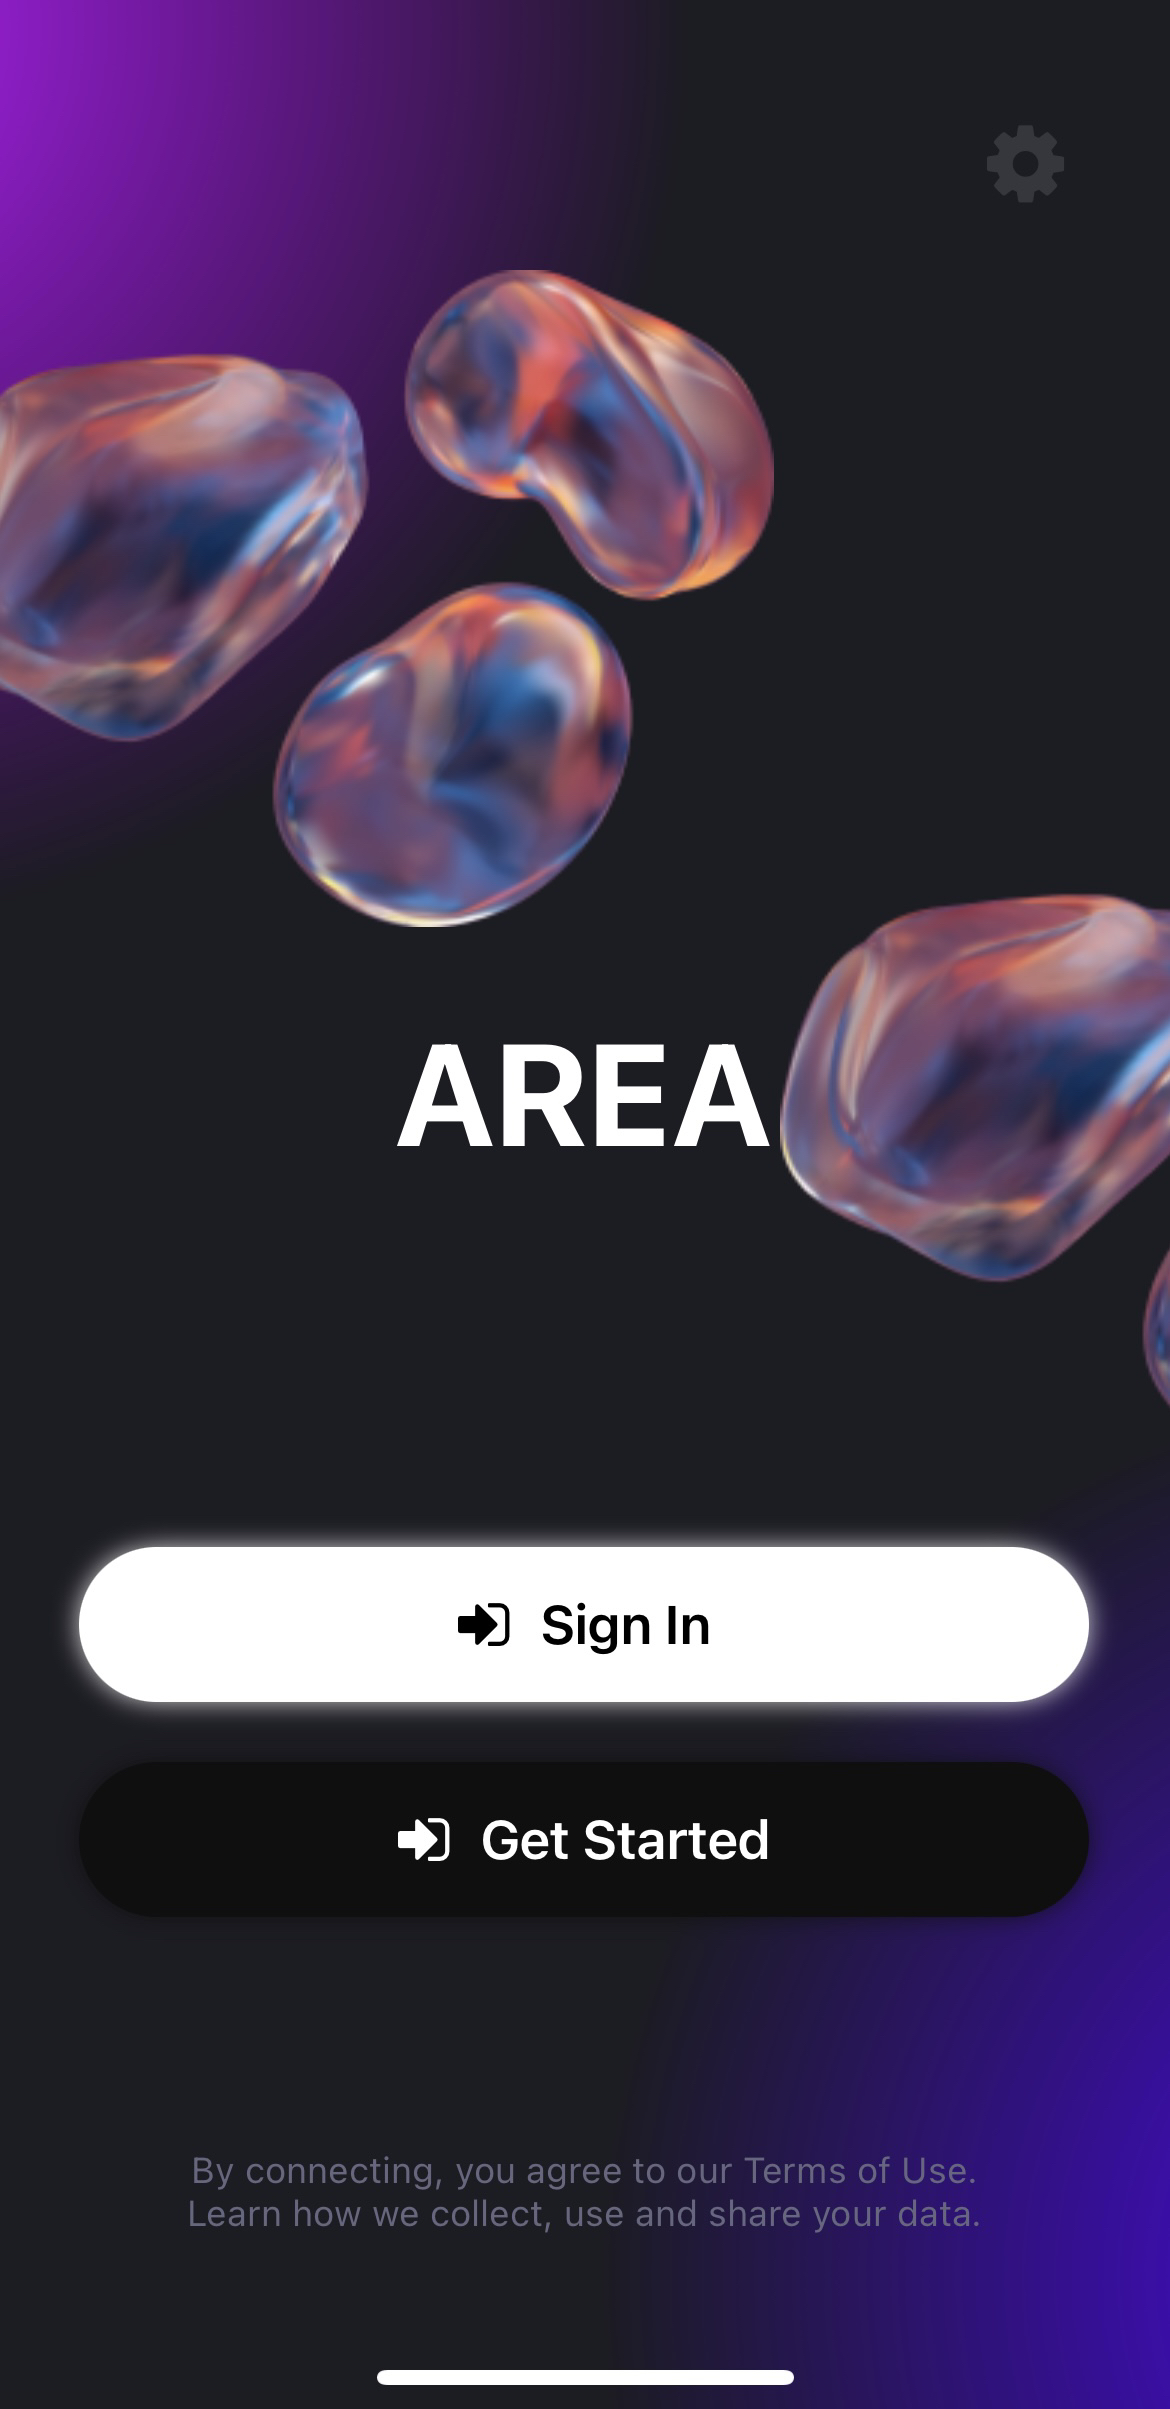 AREA
Sign In
Get Started
By connecting, you agree to our Terms of Use.
Learn how we collect, use and share your data.